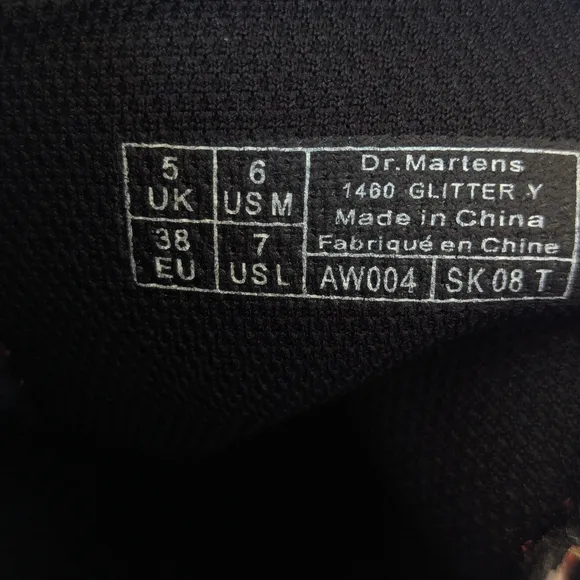 5 UK
6 US M
38 EU
7 US L
Dr.Martens
1460 GLITTER Y
Made in China
Fabriqué en Chine
AW004
SK 08 T